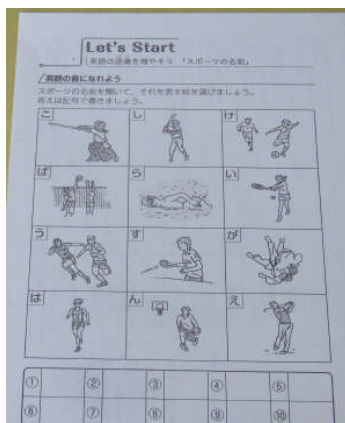 Let's Start
英語の語彙を増やそう 「スポーツの名前」
英語の音になれよう
スポーツの名前を聞いて、それを表す絵を選びましょう。
答えは記号で書きましょう。
こ し け
ば ら い
う す が
は ん え
① ② ③ ④ ⑤
⑥ ⑦ ⑧ ⑨ ⑩